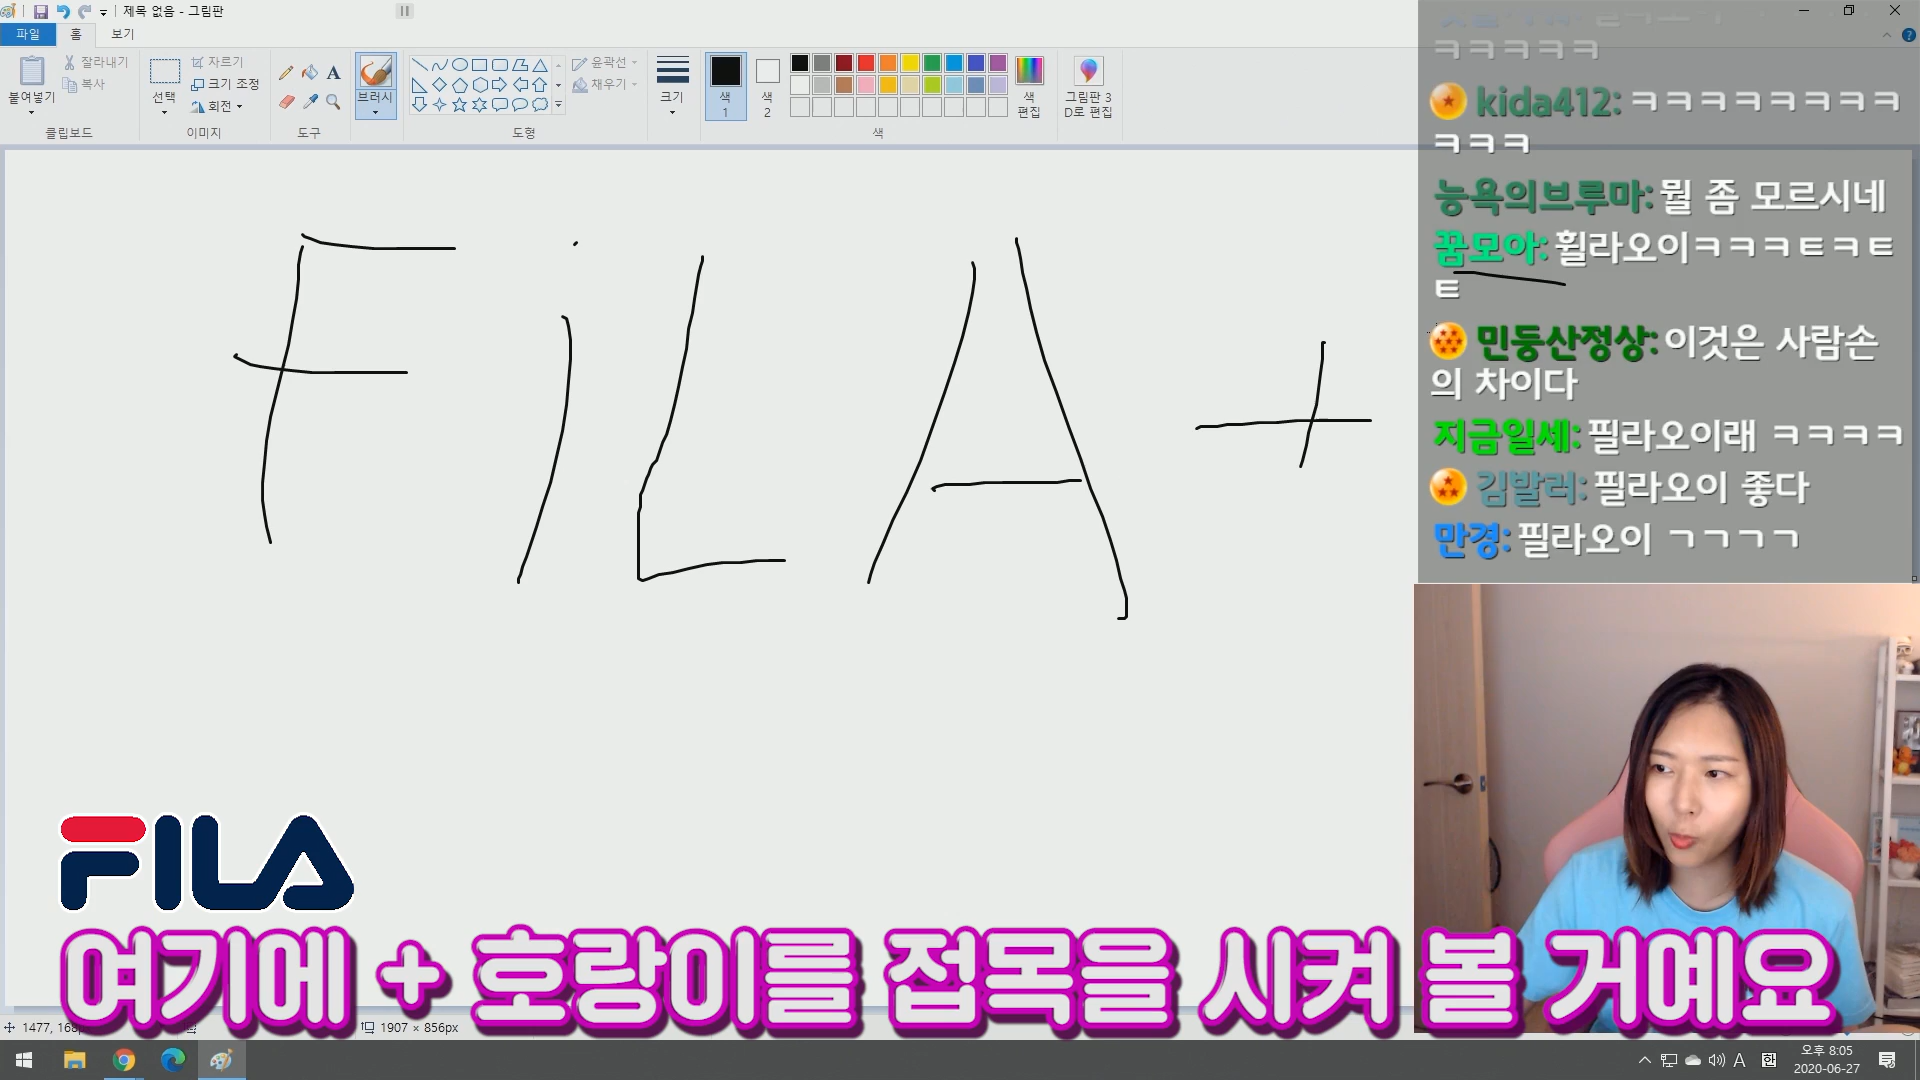 제목 없음 - 그림판
파일 홈 보기
붙여넣기
잘라내기
복사
클립보드
선택
자르기
크기 조정
회전
이미지
A
도구
브러시
윤곽선
채우기
도형
크기
색 1
색 2
색
색 편집
그림판 3D로 편집
ㅋㅋㅋㅋㅋ
kida412: ㅋㅋㅋㅋㅋㅋㅋㅋ
ㅋㅋㅋ
능욕의브루마: 뭘 좀 모르시네
꿈모아: 휠라오이ㅋㅋㅋㅌㅋㅌ
ㅌ
민둥산정상: 이것은 사람손
의 차이다
지금일세: 필라오이래 ㅋㅋㅋㅋ
김발러: 필라오이 좋다
만경: 필라오이 ㄱㄱㄱㄱ
FiLA +
FILA
여기에 + 호랑이를 접목을 시켜 볼 거예요
1907 × 856px
A 한 오후 8:05
2020-06-27